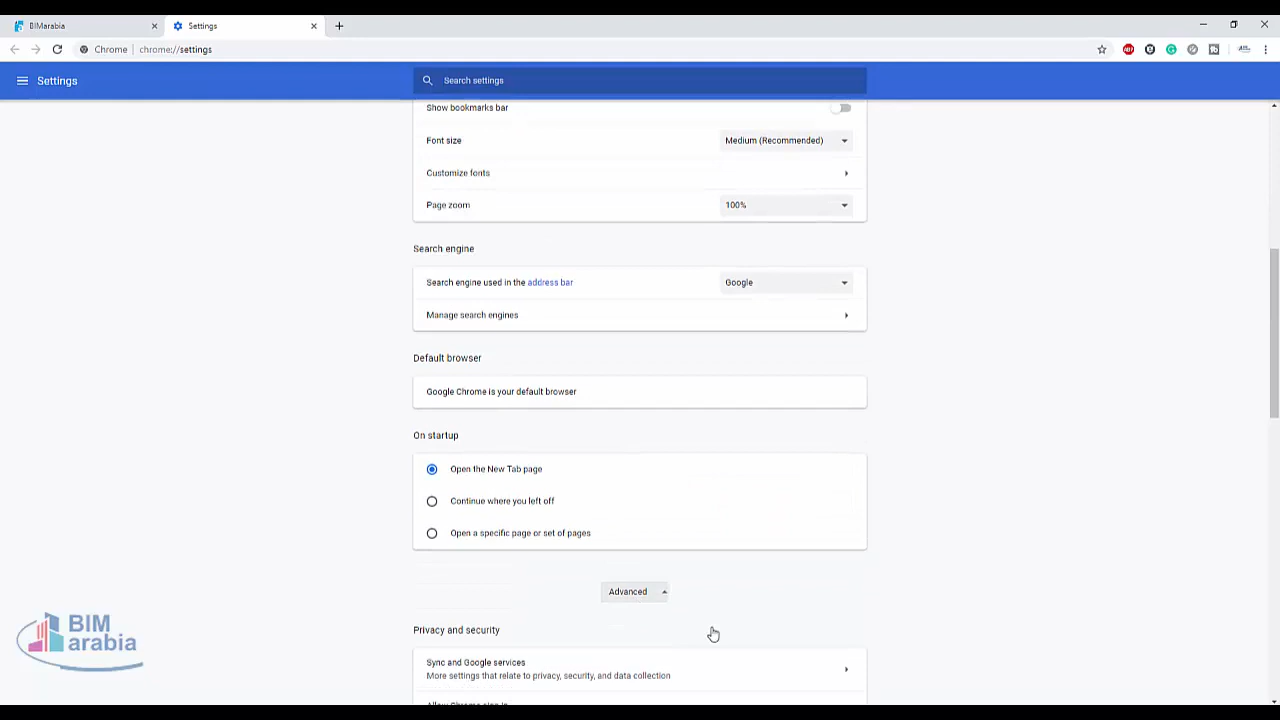 BIMarabia
Settings
Chrome
chrome://settings
Settings
Search settings
Show bookmarks bar
Font size
Medium (Recommended)
Customize fonts
Page zoom
100%
Search engine
Search engine used in the address bar
Google
Manage search engines
Default browser
Google Chrome is your default browser
On startup
Open the New Tab page
Continue where you left off
Open a specific page or set of pages
Advanced
Privacy and security
Sync and Google services
More settings that relate to privacy, security, and data collection
BIM
arabia